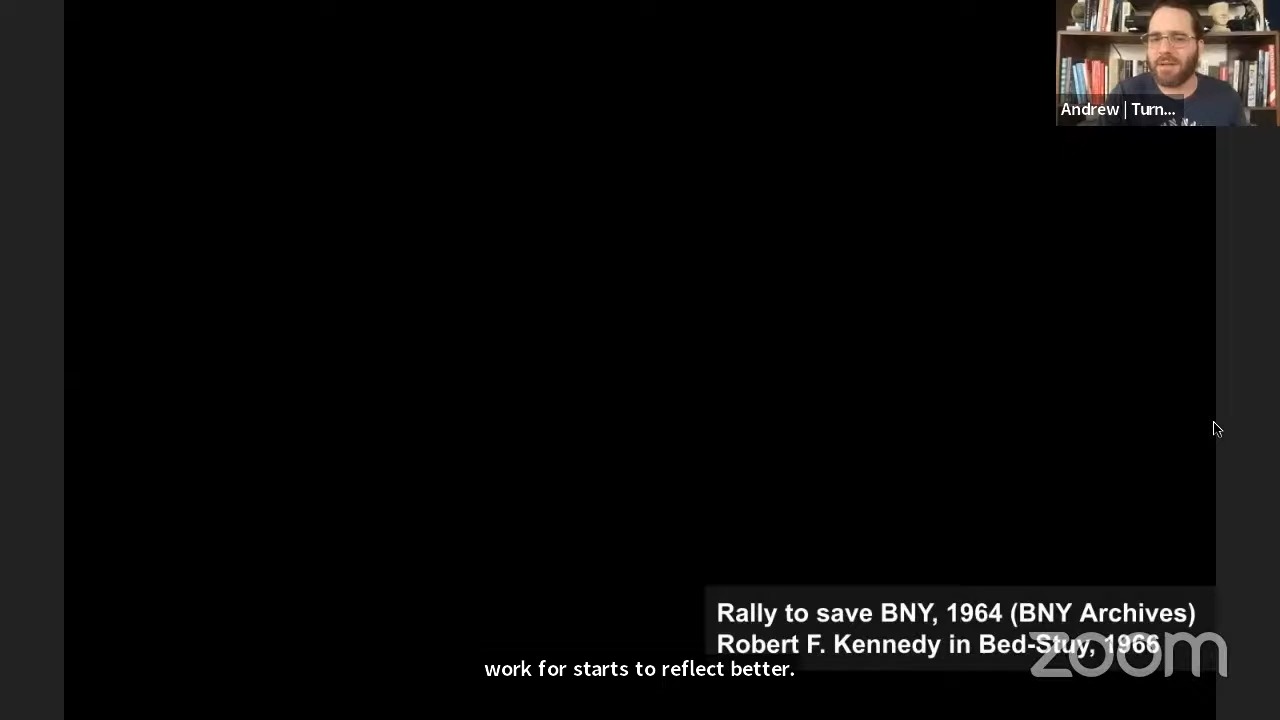 Andrew | Turn...
Rally to save BNY, 1964 (BNY Archives)
Robert F. Kennedy in Bed-Stuy, 1966
zoom
work for starts to reflect better.